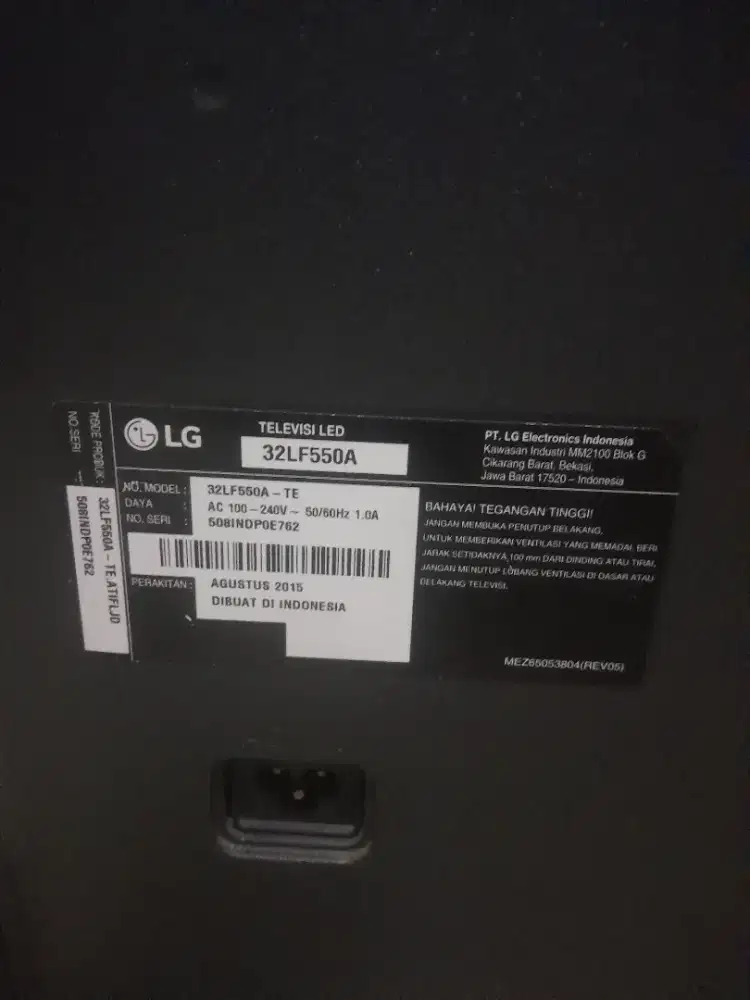 LG
TELEVISI LED
32LF550A
PT. LG Electronics Indonesia
Kawasan Industri MM2100 Blok G
Cikarang Barat, Bekasi,
Jawa Barat 17520 – Indonesia
NO. MODEL : 32LF550A – TE
DAYA : AC 100 – 240V ~ 50/60Hz 1.0A
NO. SERI : 508INDP0E762
PERAKITAN : AGUSTUS 2015
DIBUAT DI INDONESIA
BAHAYA! TEGANGAN TINGGI!
JANGAN MEMBUKA PENUTUP BELAKANG.
UNTUK MEMBERIKAN VENTILASI YANG MEMADAI, BERI
JARAK SETIDAKNYA 100 mm DARI DINDING ATAU TIRAI.
JANGAN MENUTUP LOBANG VENTILASI DI DASAR ATAU
BELAKANG TELEVISI.
MEZ65053804(REV05)
KODE PRODUK : 32LF550A – TE.ATIFLJD
NO. SERI : 508INDP0E762